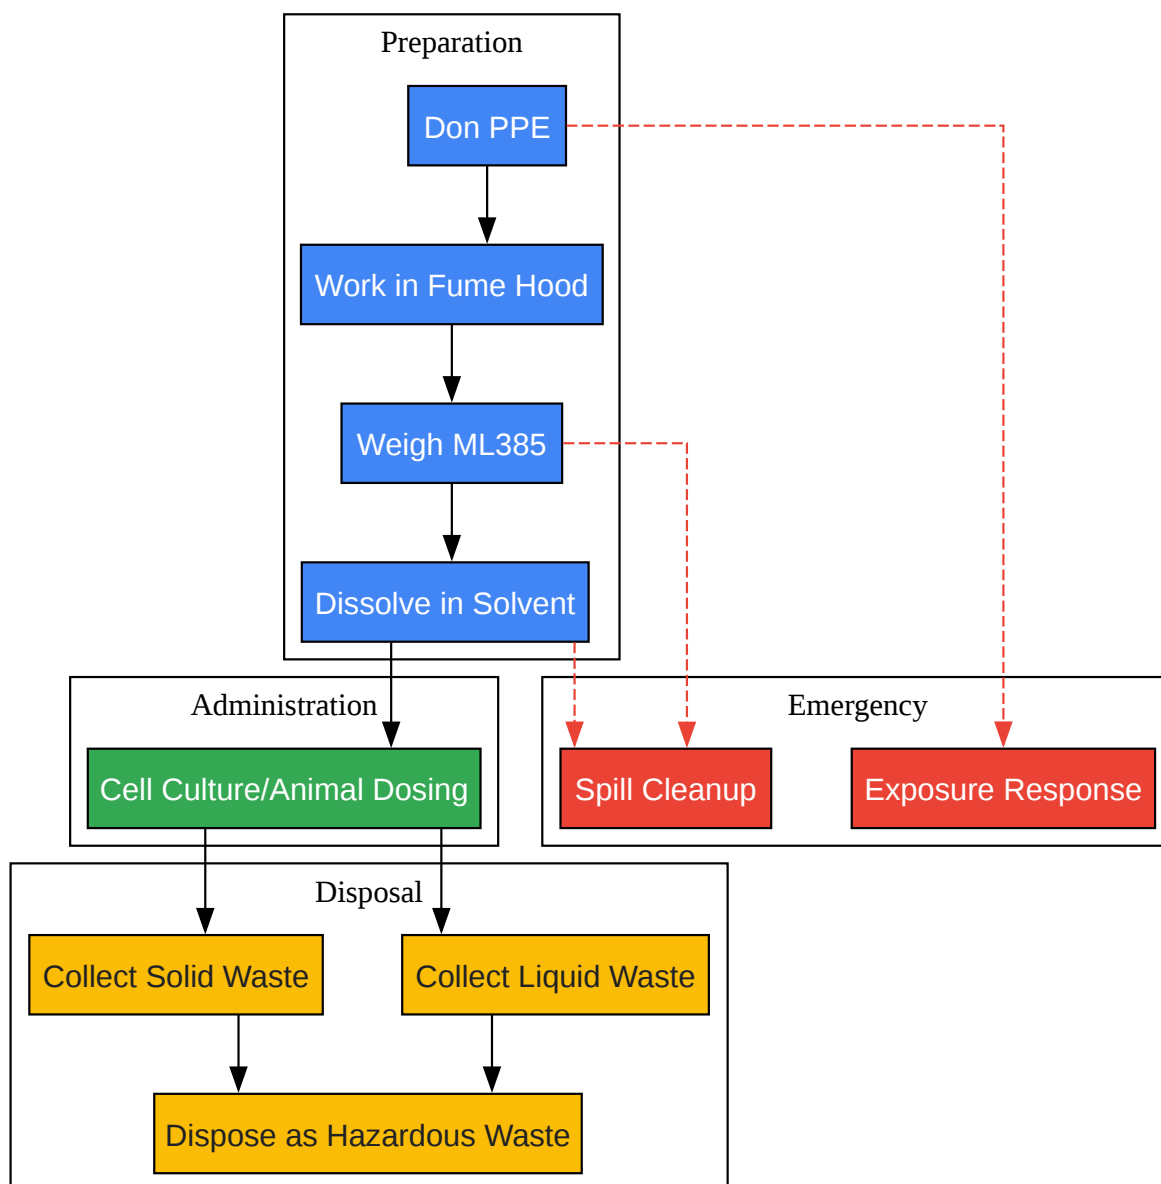 Preparation
Don PPE
Work in Fume Hood
Weigh ML385
Dissolve in Solvent
Administration
Emergency
Cell Culture/Animal Dosing
Spill Cleanup
Exposure Response
Disposal
Collect Solid Waste
Collect Liquid Waste
Dispose as Hazardous Waste